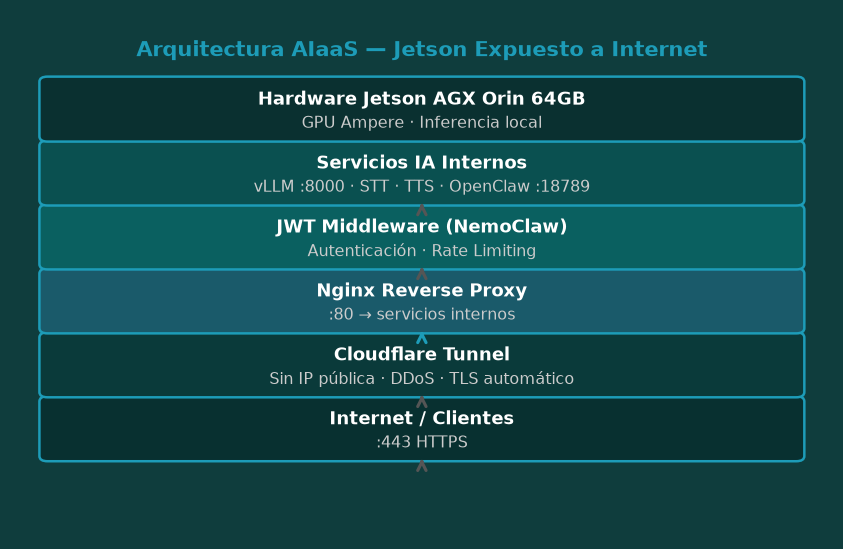 Arquitectura AIaaS — Jetson Expuesto a Internet
Hardware Jetson AGX Orin 64GB
GPU Ampere · Inferencia local
Servicios IA Internos
vLLM :8000 · STT · TTS · OpenClaw :18789
JWT Middleware (NemoClaw)
Autenticación · Rate Limiting
Nginx Reverse Proxy
:80 → servicios internos
Cloudflare Tunnel
Sin IP pública · DDoS · TLS automático
Internet / Clientes
:443 HTTPS